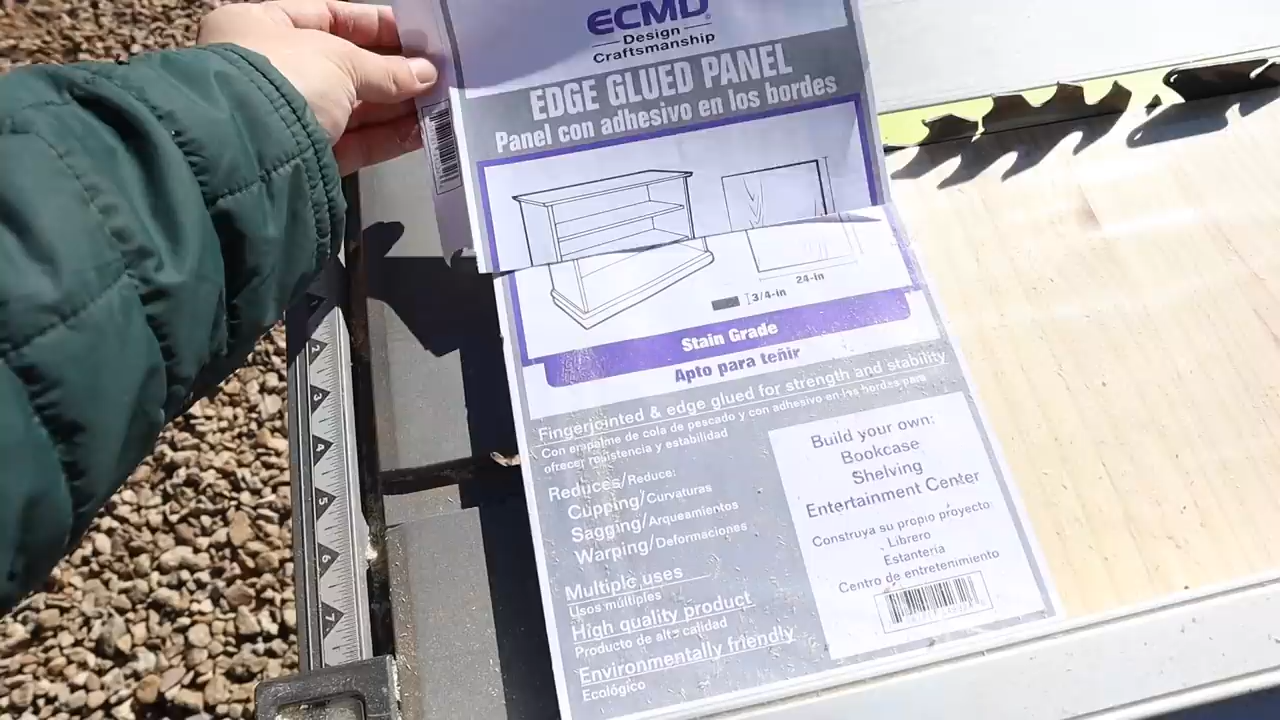 ECMD
Design
Craftsmanship
EDGE GLUED PANEL
Panel con adhesivo en los bordes
24-in
3/4-in
Stain Grade
Apto para teñir
Fingerjointed & edge glued for strength and stability
Con enpalme de cola de pescado y con adhesivo en los bordes para
ofrecer resistencia y estabilidad
Reduces/Reduce:
Cupping/Curvaturas
Sagging/Arqueamientos
Warping/Deformaciones
Multiple uses
Usos múltiples
High quality product
Producto de alta calidad
Environmentally friendly
Ecológico
Build your own:
Bookcase
Shelving
Entertainment Center
Construya su propio proyecto:
Librero
Estantería
Centro de entretenimiento
2
3
4
5
6
7